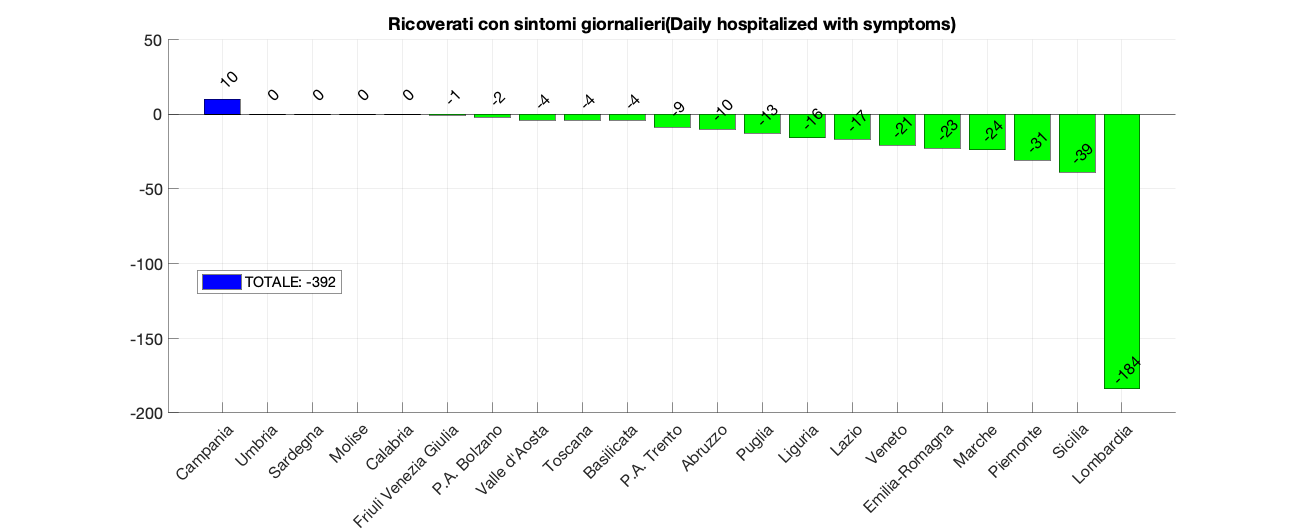 Ricoverati con sintomi giornalieri(Daily hospitalized with symptoms)
50
0
-50
-100
-150
-200
10
0
0
0
0
-1
-2
-4
-4
-4
-9
-10
-13
-16
-17
-21
-23
-24
-31
-39
-184
TOTALE: -392
Campania
Umbria
Sardegna
Molise
Calabria
Friuli Venezia Giulia
P.A. Bolzano
Valle d'Aosta
Toscana
Basilicata
P.A. Trento
Abruzzo
Puglia
Liguria
Lazio
Veneto
Emilia-Romagna
Marche
Piemonte
Sicilia
Lombardia